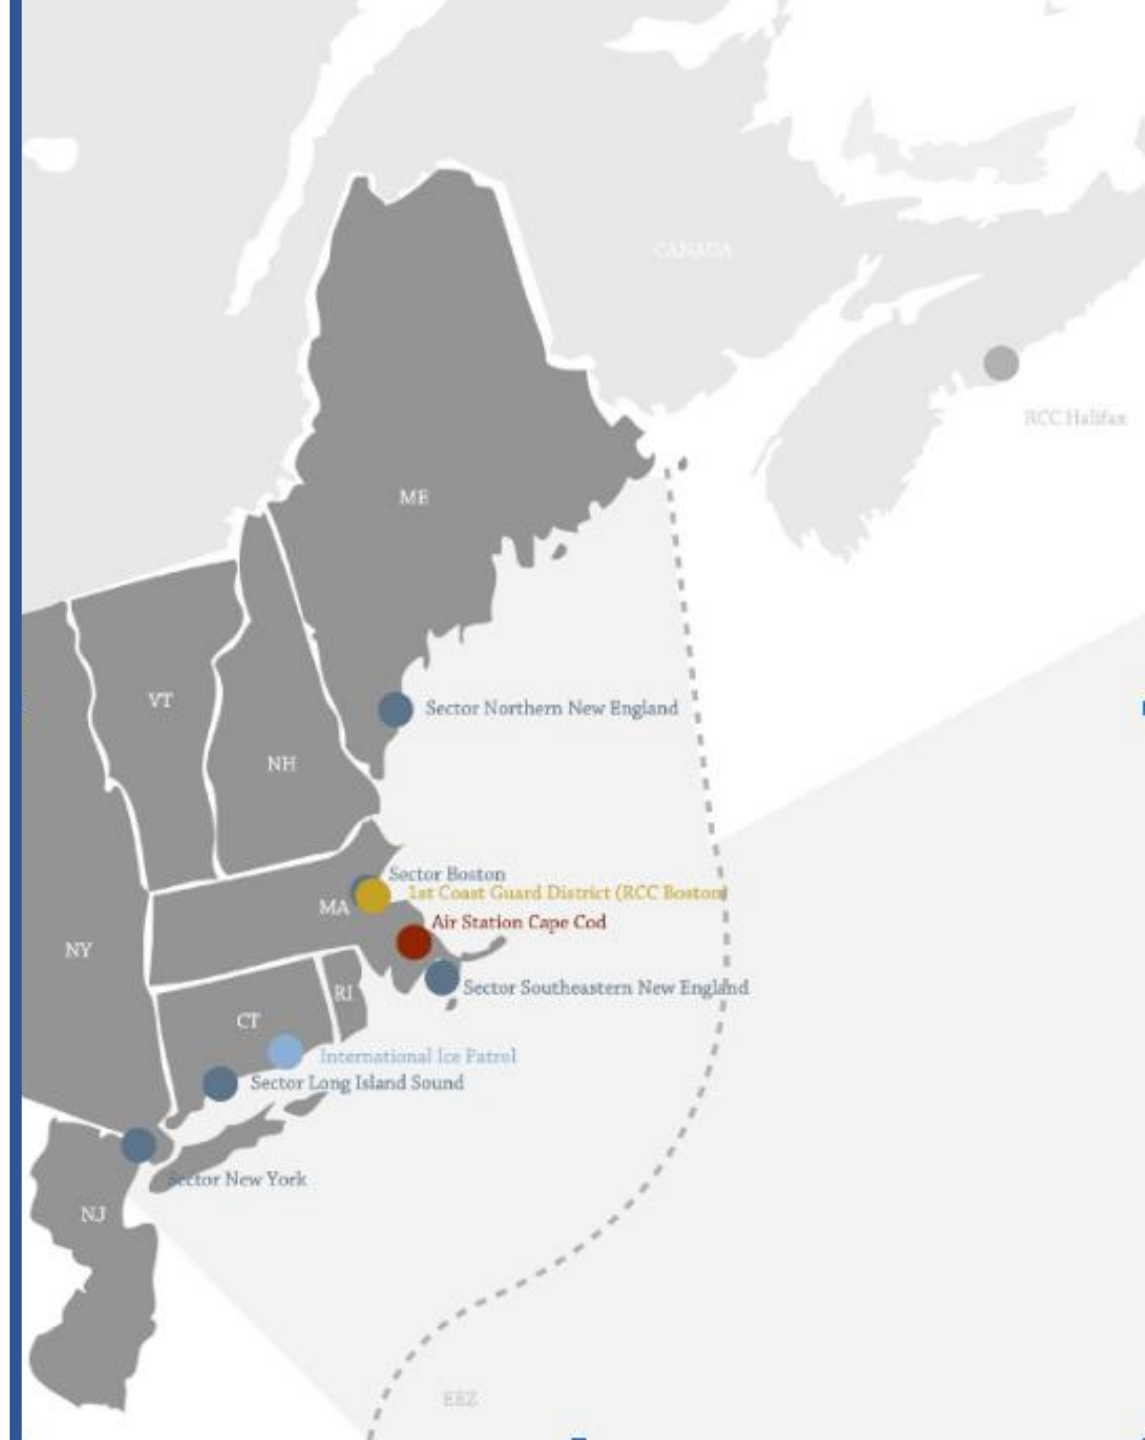 CANADA
RCC Halifax
ME
VT
Sector Northern New England
NH
Sector Boston
1st Coast Guard District (RCC Boston)
MA
Air Station Cape Cod
NY
Sector Southeastern New England
RI
CT
International Ice Patrol
Sector Long Island Sound
Sector New York
NJ
EEZ